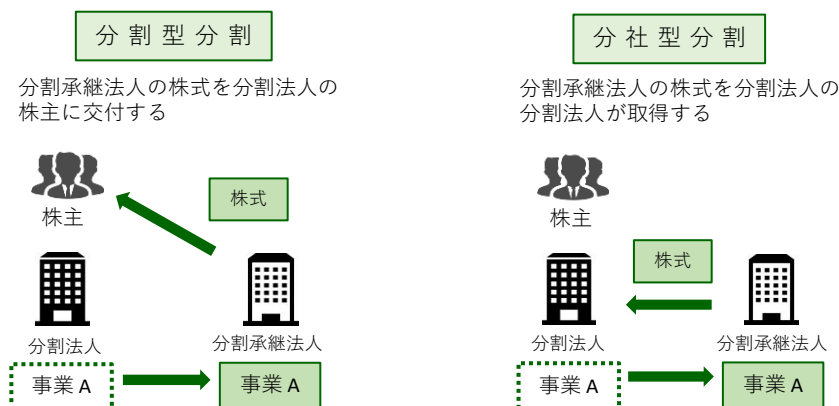 分割型分割
分割承継法人の株式を分割法人の
株主に交付する
株主
株式
分割法人
分割承継法人
事業A
事業A
分社型分割
分割承継法人の株式を分割法人の
分割法人が取得する
株主
株式
分割法人
分割承継法人
事業A
事業A